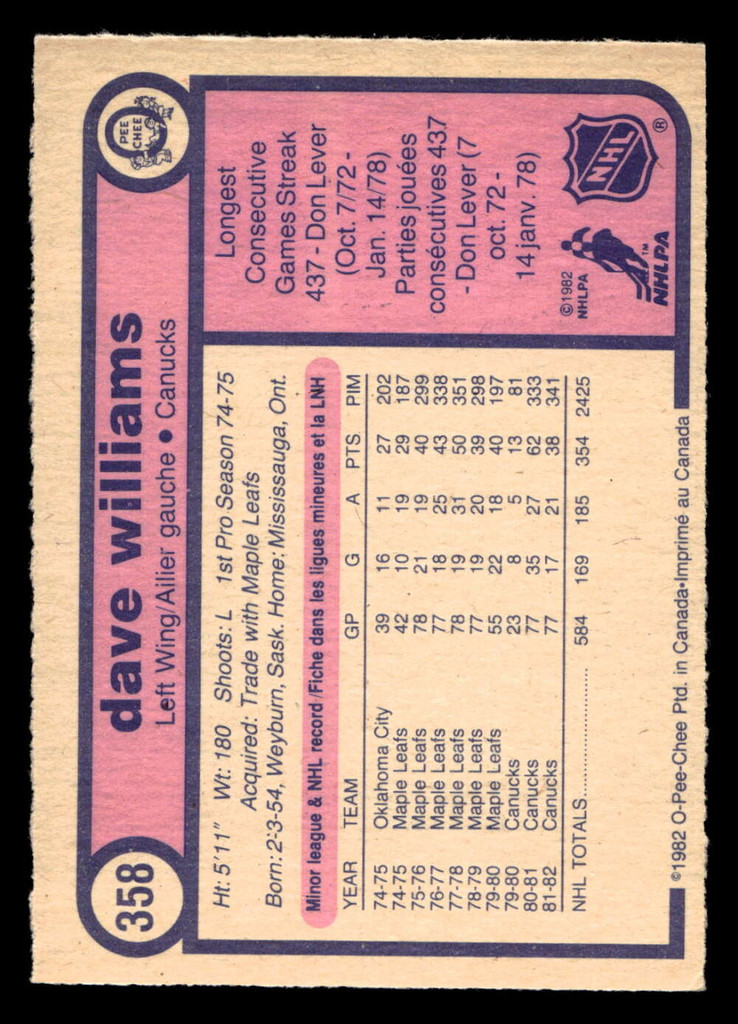 358
dave williams
Left Wing/Ailier gauche • Canucks
O
PEE
CHEE
Ht: 5'11" Wt: 180 Shoots: L 1st Pro Season 74-75
Acquired: Trade with Maple Leafs
Born: 2-3-54, Weyburn, Sask. Home: Mississauga, Ont.
Minor league & NHL record/Fiche dans les ligues mineures et la LNH
YEAR TEAM GP G A PTS. PIM
74-75 Oklahoma City 39 16 11 27 202
74-75 Maple Leafs 42 10 19 29 187
75-76 Maple Leafs 78 21 19 40 299
76-77 Maple Leafs 77 18 25 43 338
77-78 Maple Leafs 78 19 31 50 351
78-79 Maple Leafs 77 19 20 39 298
79-80 Maple Leafs 55 22 18 40 197
79-80 Canucks 23 8 5 13 81
80-81 Canucks 77 35 27 62 333
81-82 Canucks 77 17 21 38 341
NHL TOTALS.......................... 584 169 185 354 2425
Longest
Consecutive
Games Streak
437 - Don Lever
(Oct. 7/72 -
Jan. 14/78)
Parties jouées
consécutives 437
- Don Lever (7
oct. 72 -
14 janv. 78)
©1982
NHLPA
NHLPA™
NHL®
©1982 O-Pee-Chee Ptd. in Canada•Imprimé au Canada